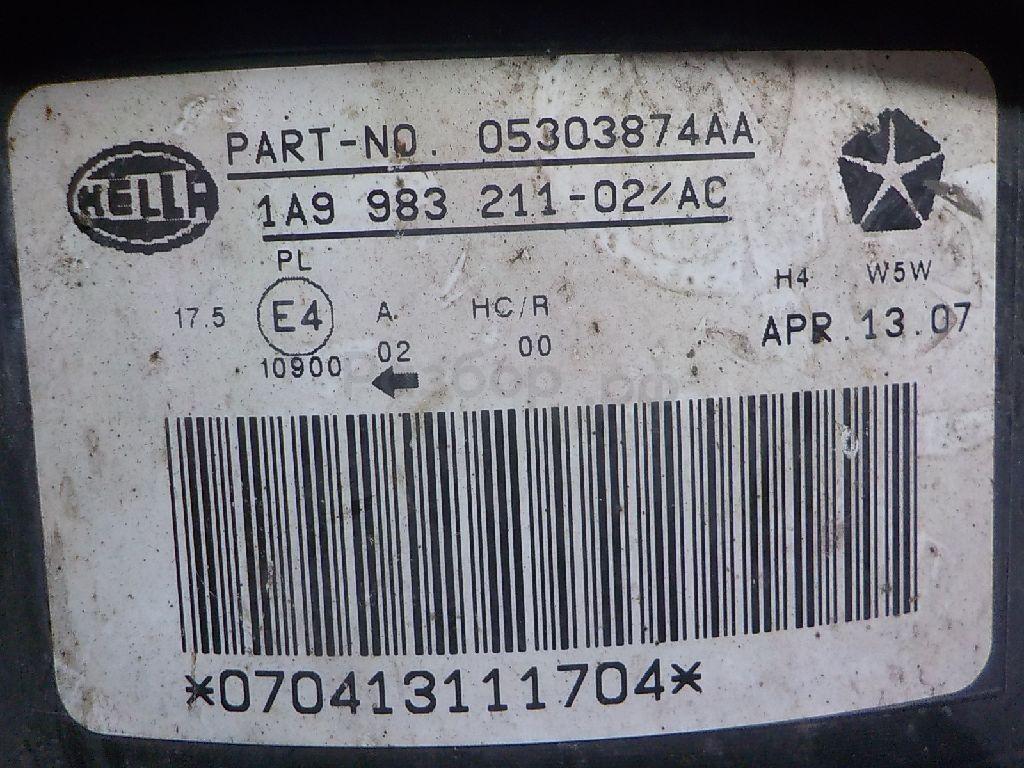 HELLA
PART-NO. 05303874AA
1A9 983 211-02/AC
PL
17.5 E4 A HC/R H4 W5W
10900 02 00 APR.13.07
*070413111704*